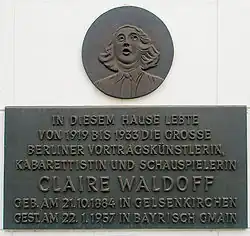 IN DIESEM HAUSE LEBTE
VON 1919 BIS 1933 DIE GROSSE
BERLINER VORTRAGSKÜNSTLERIN,
KABARETTISTIN UND SCHAUSPIELERIN
CLAIRE WALDOFF
GEB. AM 21.10.1884 IN GELSENKIRCHEN
GEST. AM 22.1.1957 IN BAYRISCH GMAIN